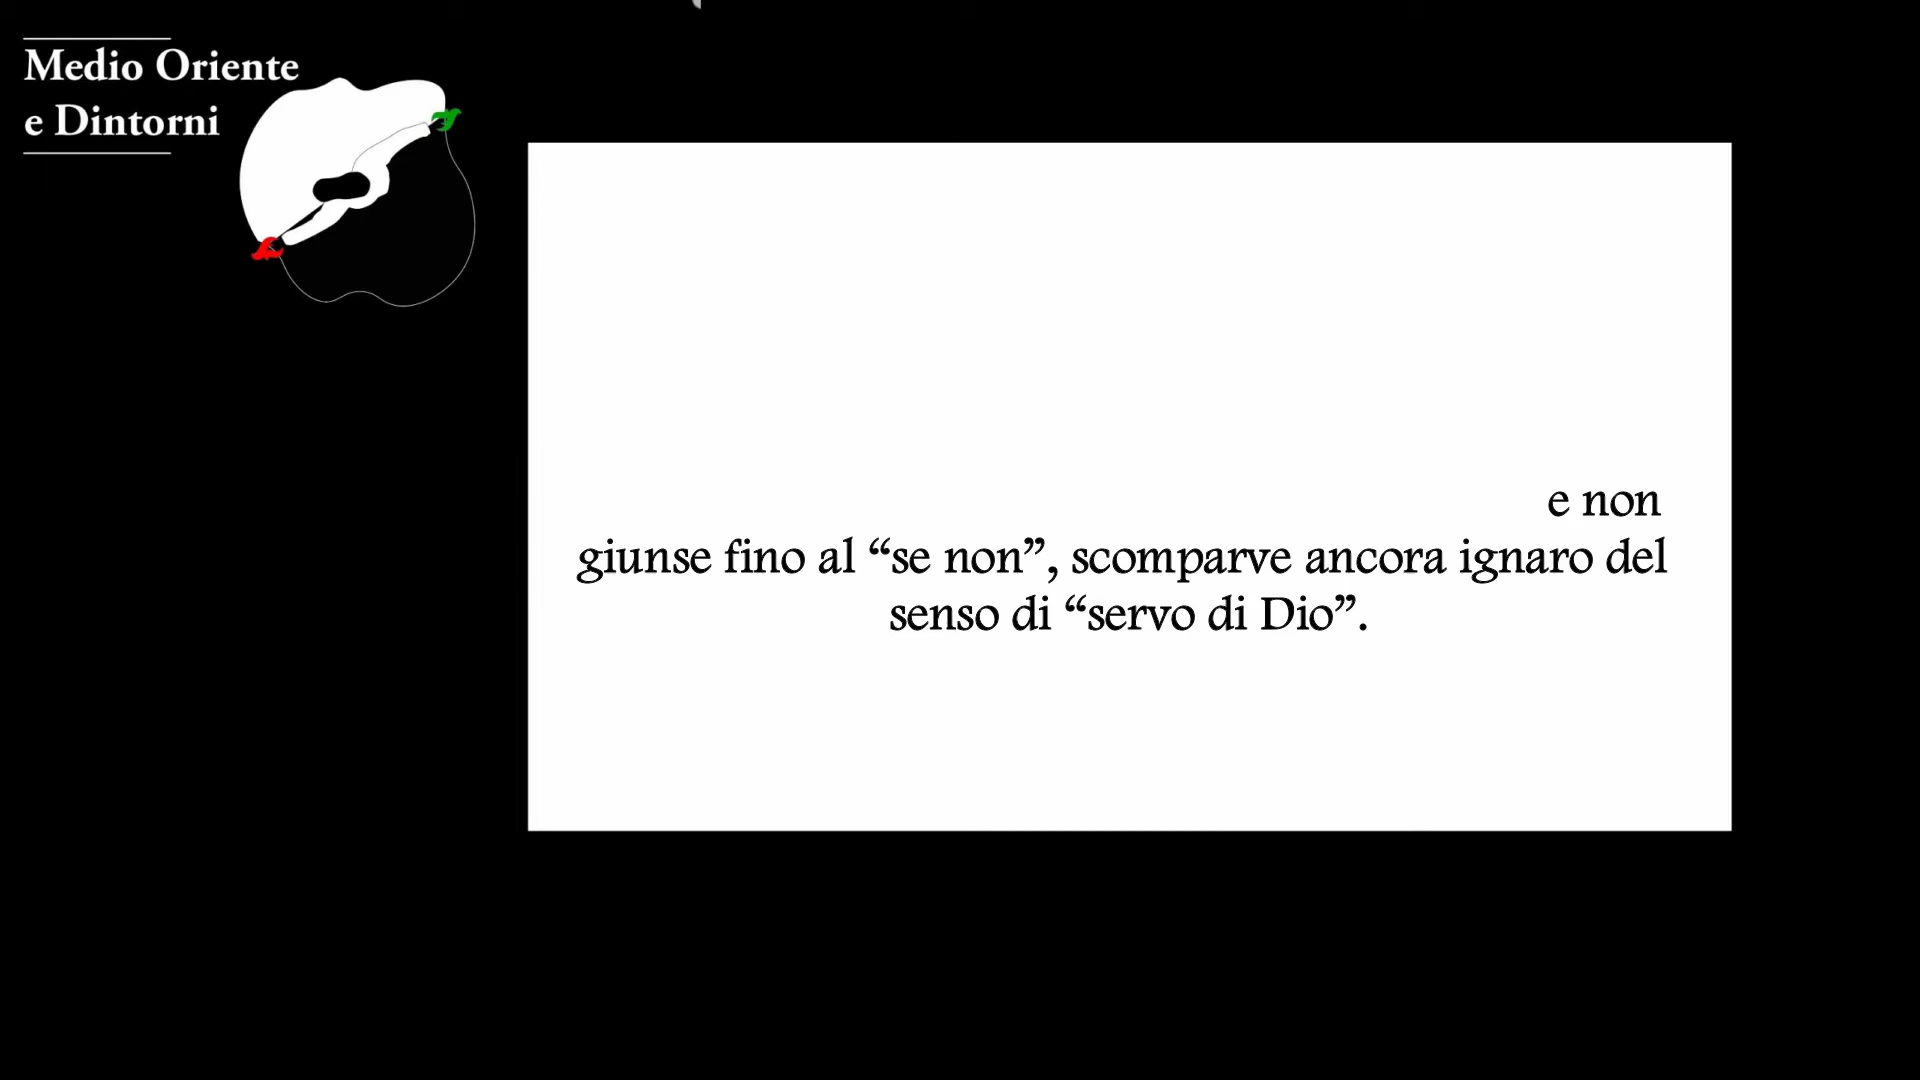 Medio Oriente
e Dintorni
e non
giunse fino al “se non”, scomparve ancora ignaro del
senso di “servo di Dio”.